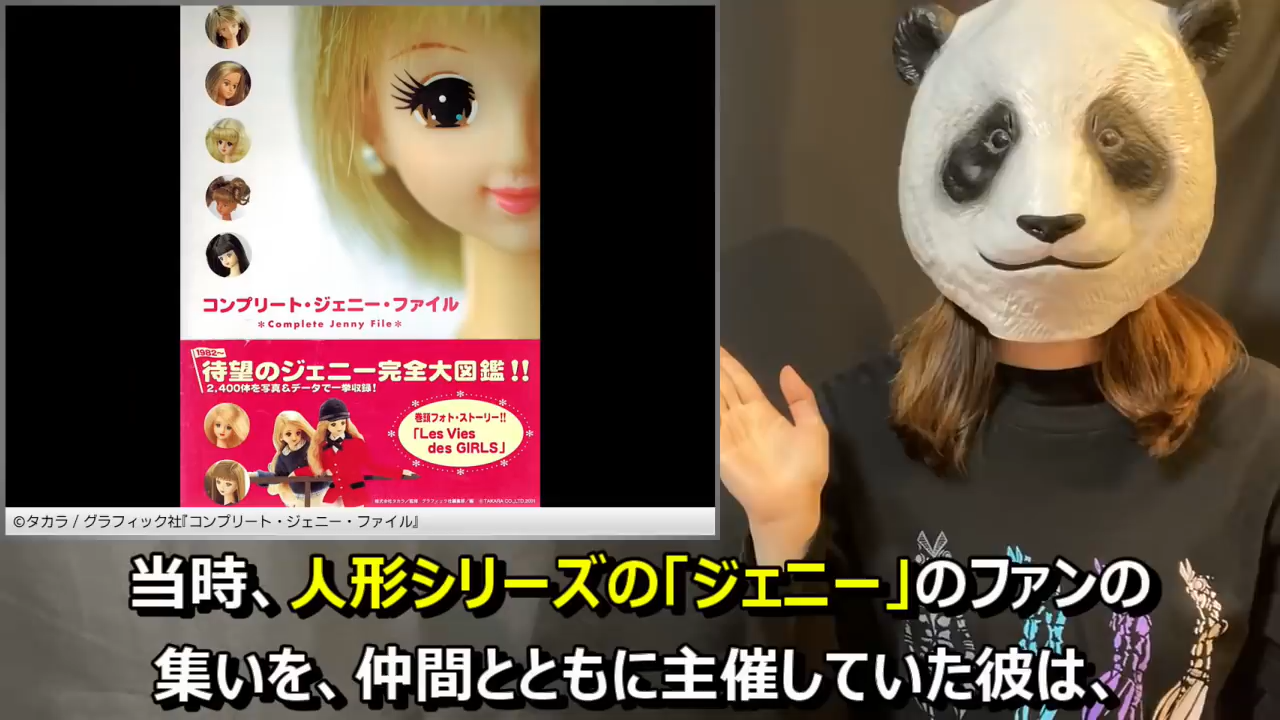 コンプリート・ジェニー・ファイル
＊Complete Jenny File＊
1982～
待望のジェニー完全大図鑑!!
2,400体を写真&データで一挙収録!
巻頭フォト・ストーリー!!
「Les Vies
des GIRLS」
©タカラ / グラフィック社『コンプリート・ジェニー・ファイル』
当時、人形シリーズの「ジェニー」のファンの
集いを、仲間とともに主催していた彼は、